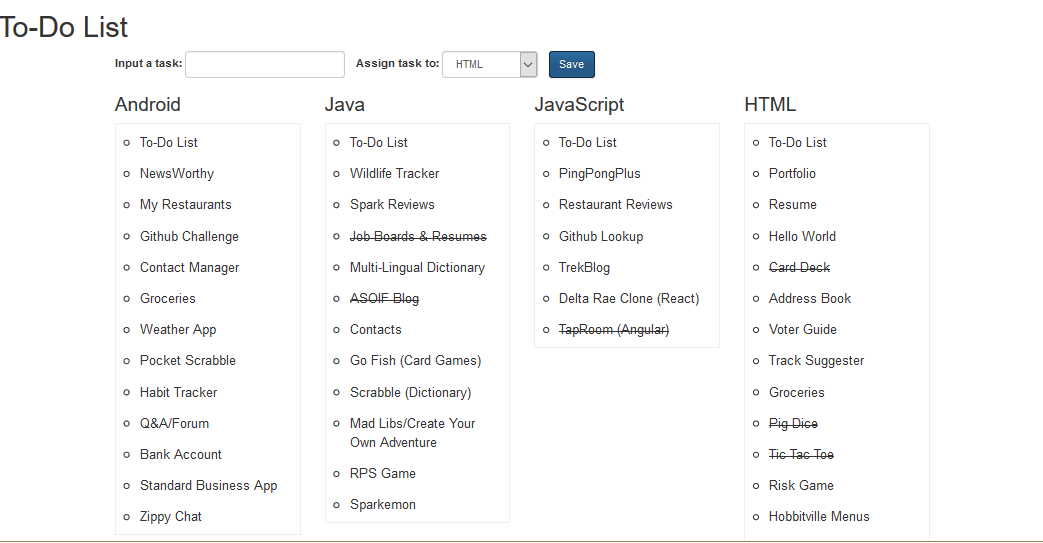 To-Do List
Input a task:
Assign task to: HTML Save
Android
To-Do List
NewsWorthy
My Restaurants
Github Challenge
Contact Manager
Groceries
Weather App
Pocket Scrabble
Habit Tracker
Q&A/Forum
Bank Account
Standard Business App
Zippy Chat
Java
To-Do List
Wildlife Tracker
Spark Reviews
Job Boards & Resumes
Multi-Lingual Dictionary
ASOIF Blog
Contacts
Go Fish (Card Games)
Scrabble (Dictionary)
Mad Libs/Create Your
Own Adventure
RPS Game
Sparkemon
JavaScript
To-Do List
PingPongPlus
Restaurant Reviews
Github Lookup
TrekBlog
Delta Rae Clone (React)
TapRoom (Angular)
HTML
To-Do List
Portfolio
Resume
Hello World
Card Deck
Address Book
Voter Guide
Track Suggester
Groceries
Pig Dice
Tic Tac Toe
Risk Game
Hobbitville Menus